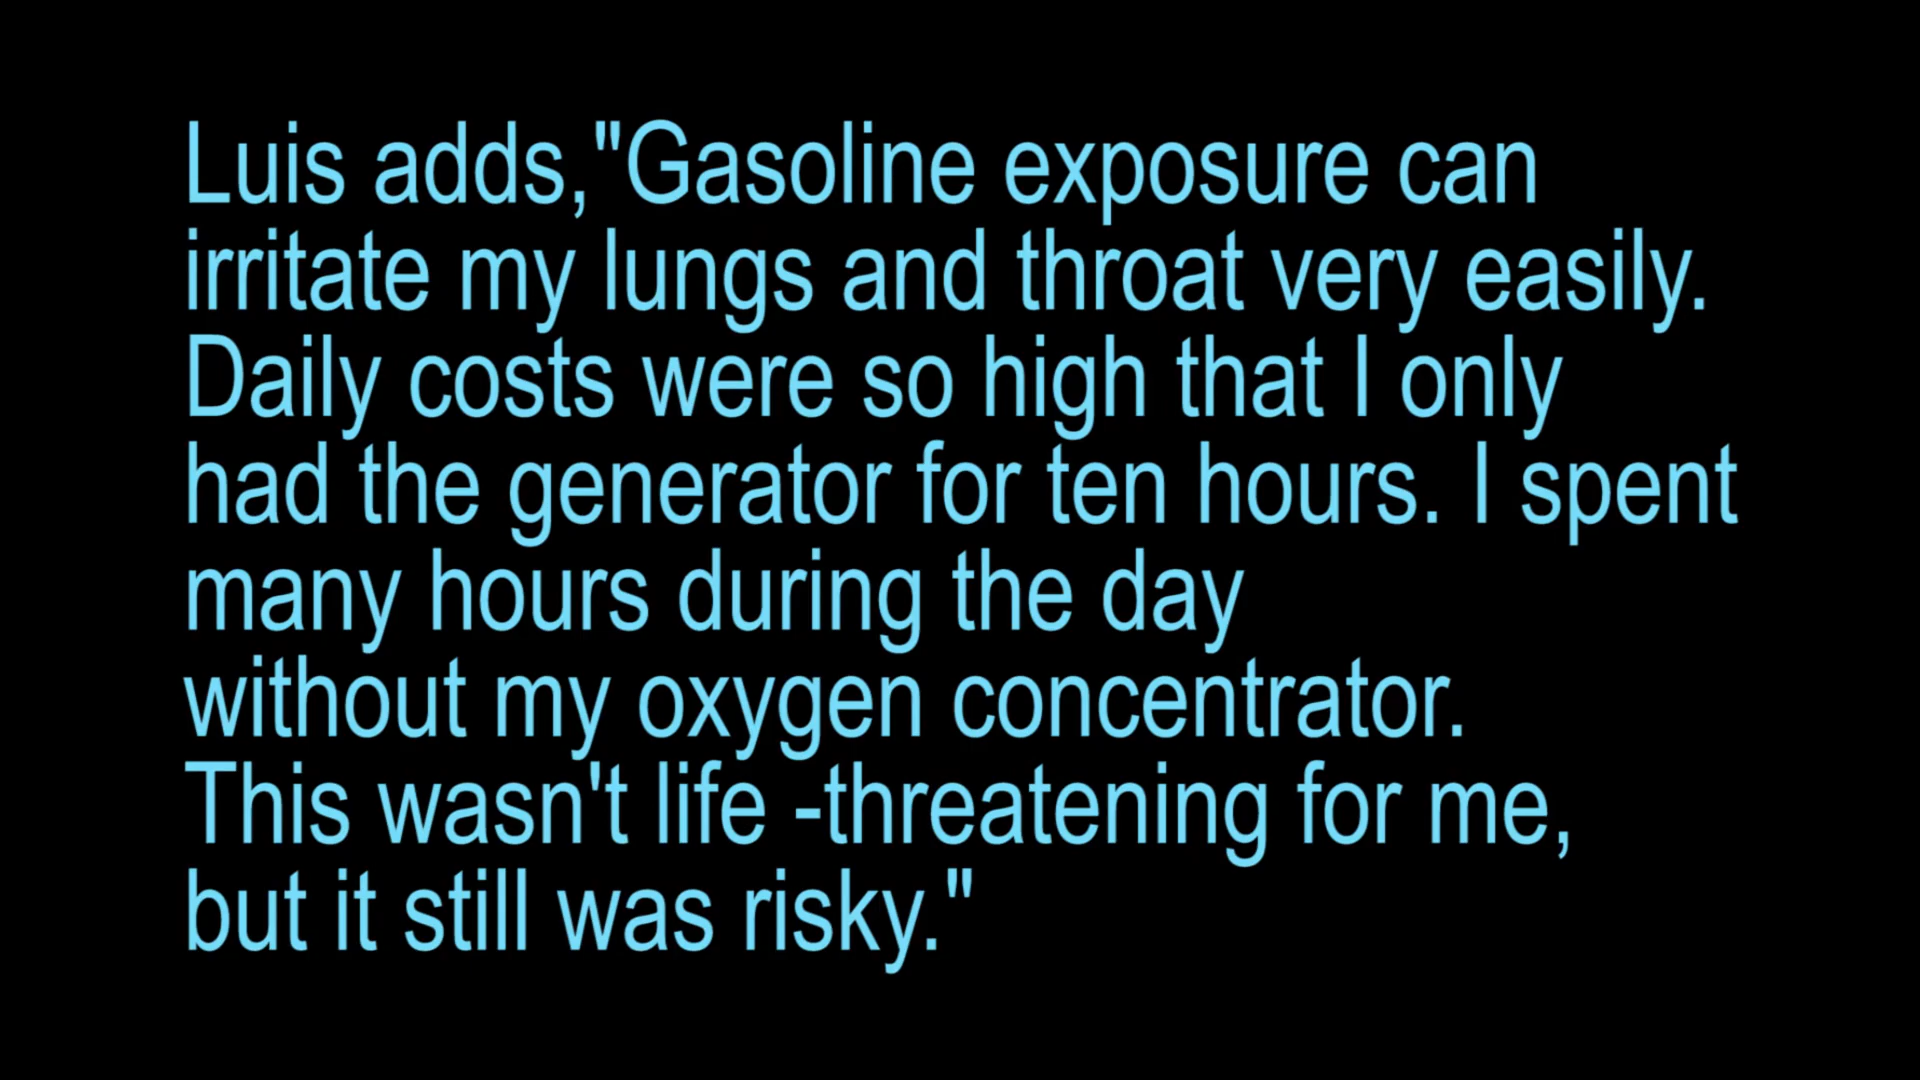 Luis adds,"Gasoline exposure can
irritate my lungs and throat very easily.
Daily costs were so high that I only
had the generator for ten hours. I spent
many hours during the day
without my oxygen concentrator.
This wasn't life -threatening for me,
but it still was risky."